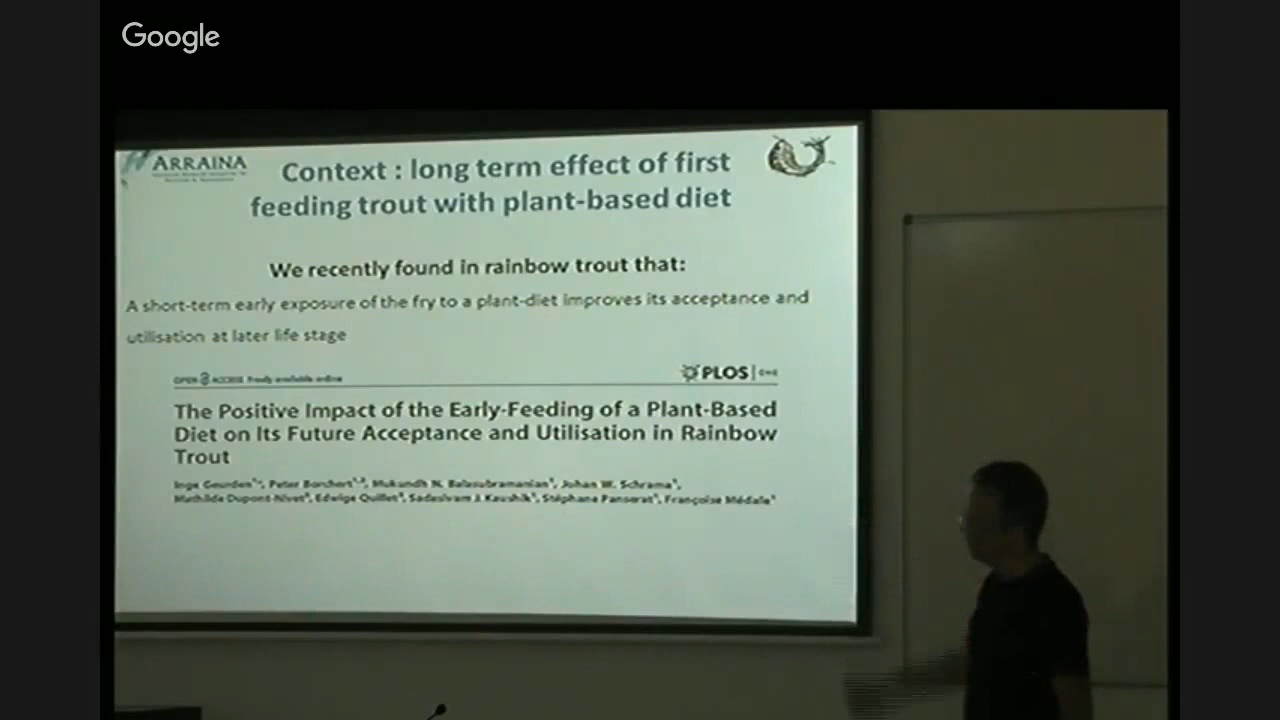 Google
ARRAINA
Context : long term effect of first
feeding trout with plant-based diet
We recently found in rainbow trout that:
A short-term early exposure of the fry to a plant-diet improves its acceptance and
utilisation at later life stage
OPEN ACCESS Freely available online
PLOS | ONE
The Positive Impact of the Early-Feeding of a Plant-Based
Diet on Its Future Acceptance and Utilisation in Rainbow
Trout
Inge Geurden, Peter Borchert, Mukundh N. Balasubramanian, Johan W. Schrama,
Mathilde Dupont-Nivet, Edwige Quillet, Sadasivam J. Kaushik, Stéphane Panserat, Françoise Médale